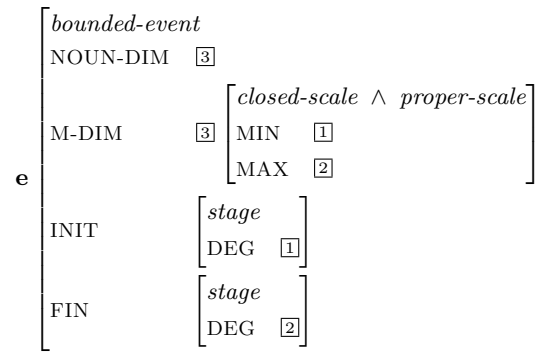 bounded-event
NOUN-DIM 3
closed-scale ∧ proper-scale
M-DIM 3 MIN 1
MAX 2
e
stage
INIT
DEG 1
stage
FIN
DEG 2